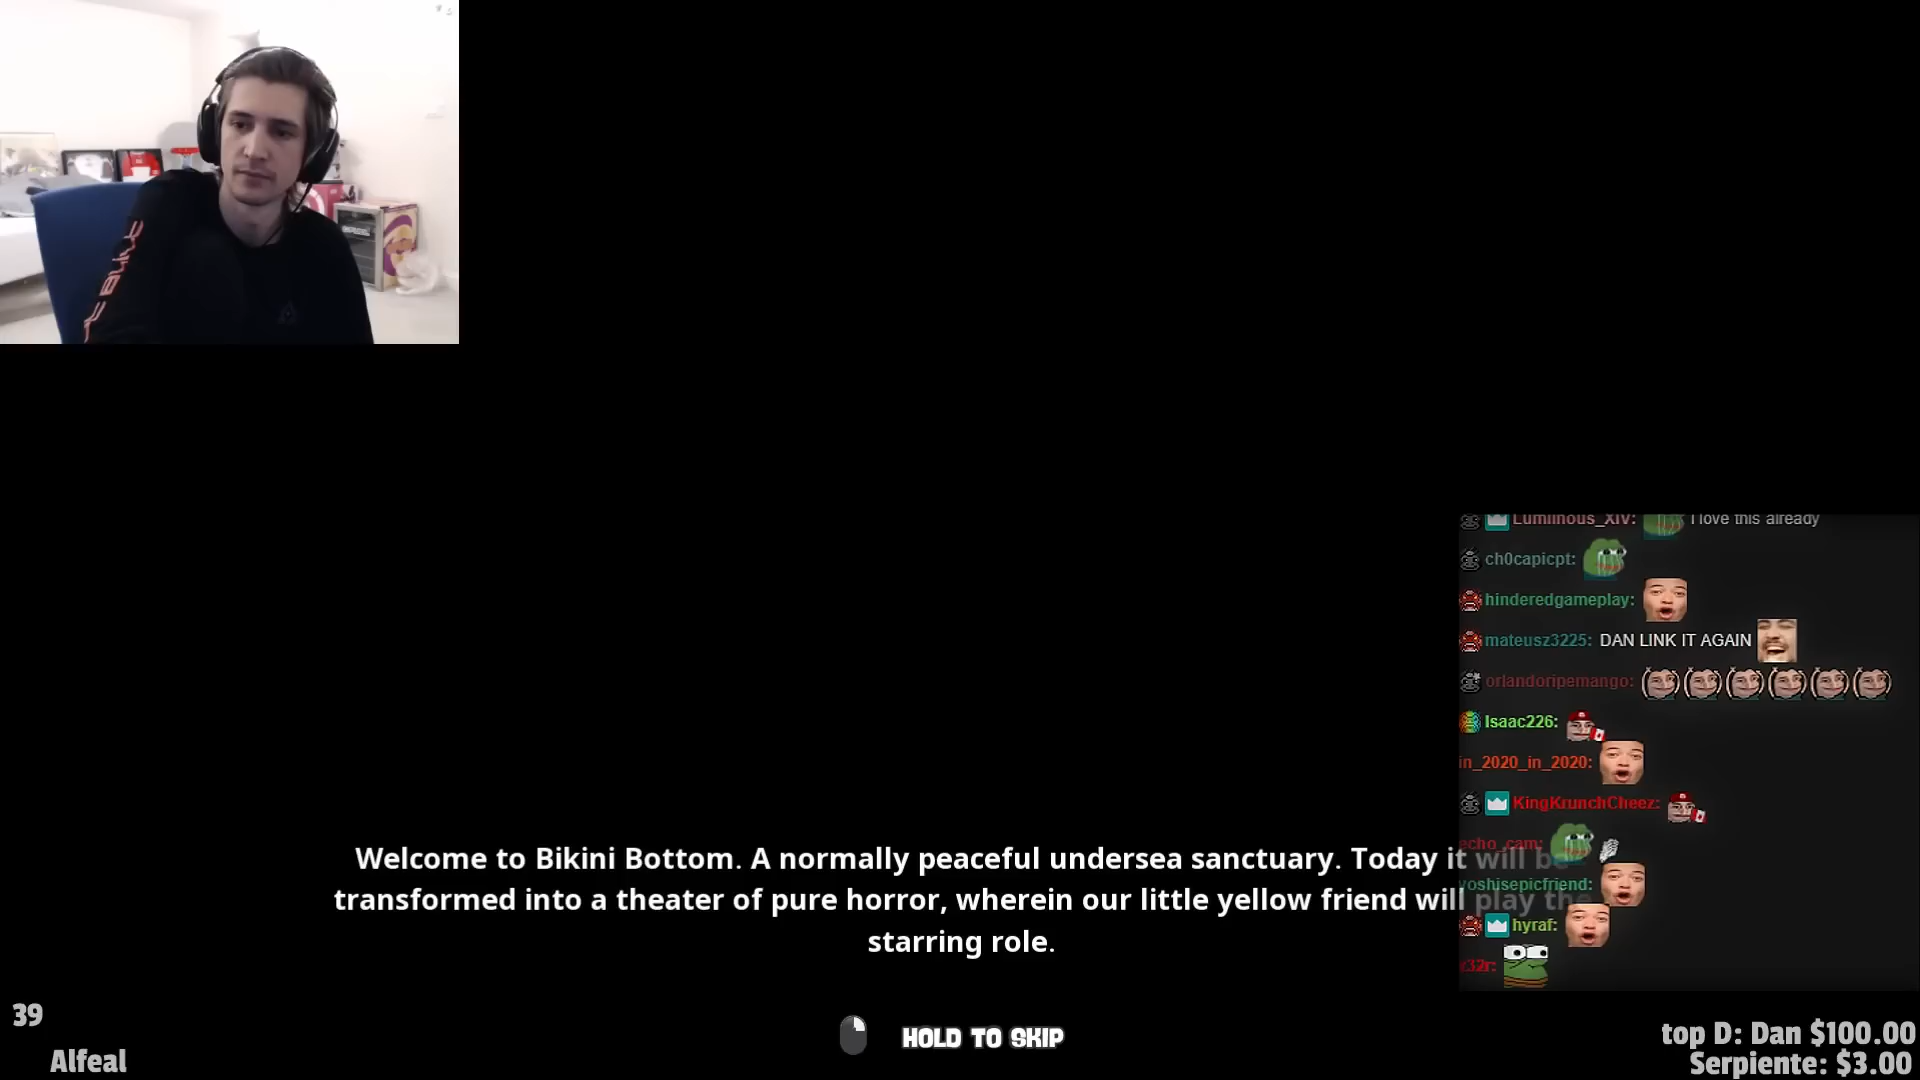 Luminous_XIV: I love this already
ch0capicpt:
hinderedgameplay:
mateusz3225: DAN LINK IT AGAIN
orlandoripemango:
Isaac226:
in_2020_in_2020:
KingKrunchCheez:
echo_cam:
yoshisepicfriend:
hyraf:
z32r:
Welcome to Bikini Bottom. A normally peaceful undersea sanctuary. Today it will be
transformed into a theater of pure horror, wherein our little yellow friend will play the
starring role.
39
HOLD TO SKIP
Alfeal
top D: Dan $100.00
Serpiente: $3.00